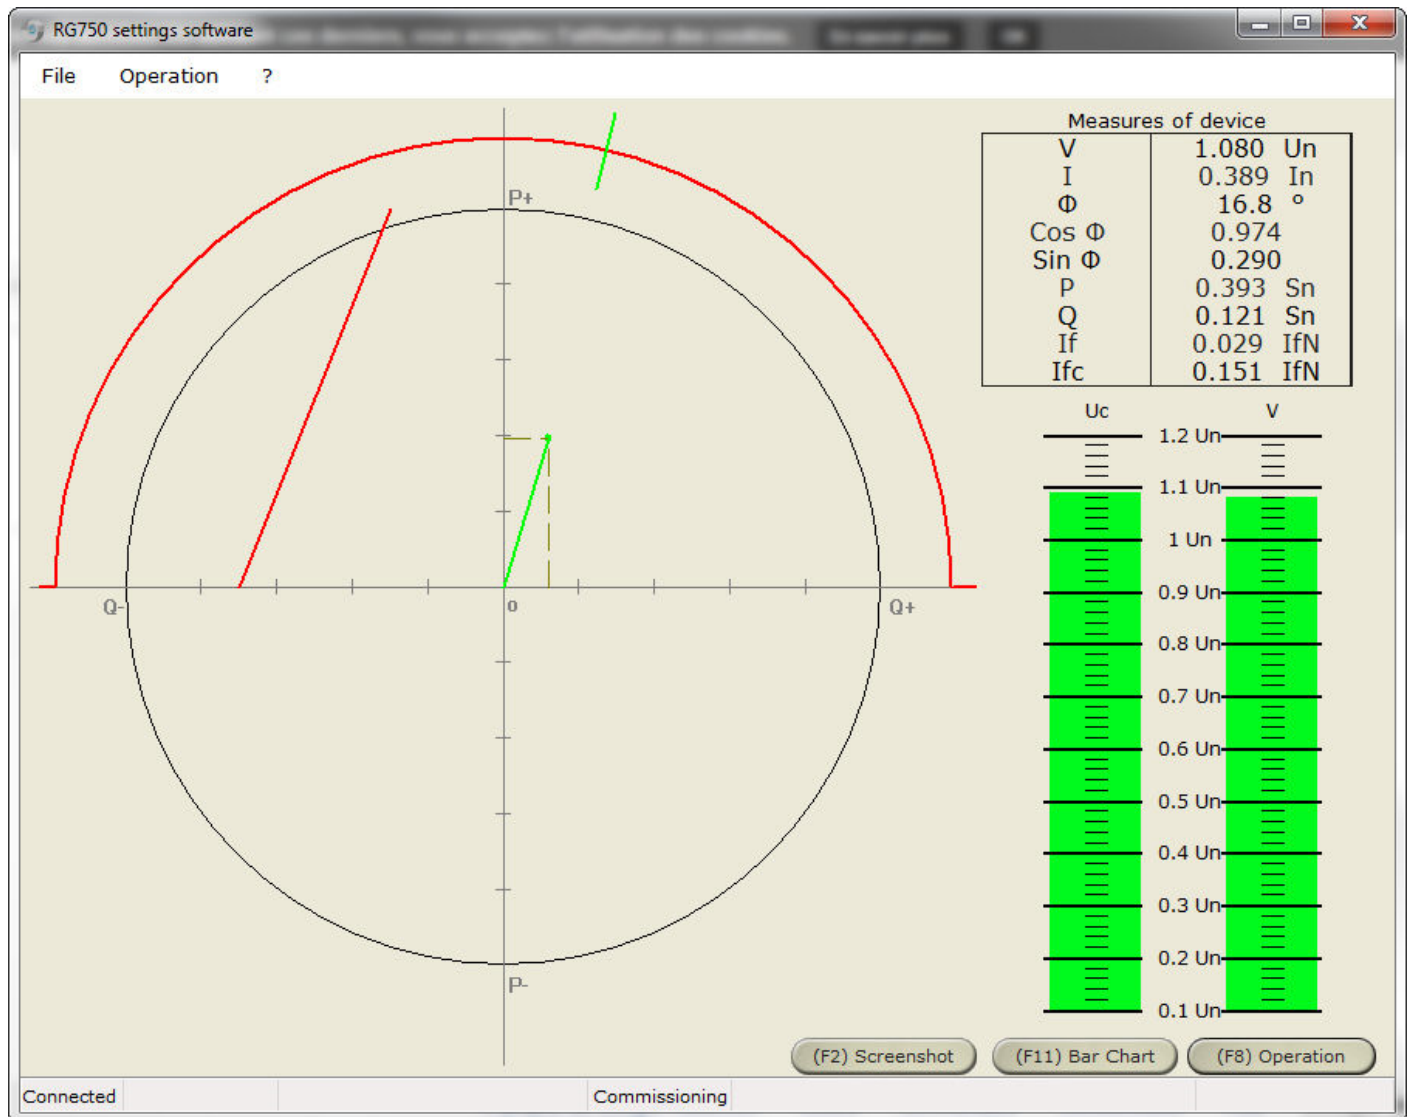 RG750 settings software
File Operation ?
Measures of device
V 1.080 Un
I 0.389 In
Φ 16.8 °
Cos Φ 0.974
Sin Φ 0.290
P 0.393 Sn
Q 0.121 Sn
If 0.029 IfN
Ifc 0.151 IfN
P+
Q-
o
Q+
P-
Uc V
1.2 Un
1.1 Un
1 Un
0.9 Un
0.8 Un
0.7 Un
0.6 Un
0.5 Un
0.4 Un
0.3 Un
0.2 Un
0.1 Un
(F2) Screenshot (F11) Bar Chart (F8) Operation
Connected Commissioning